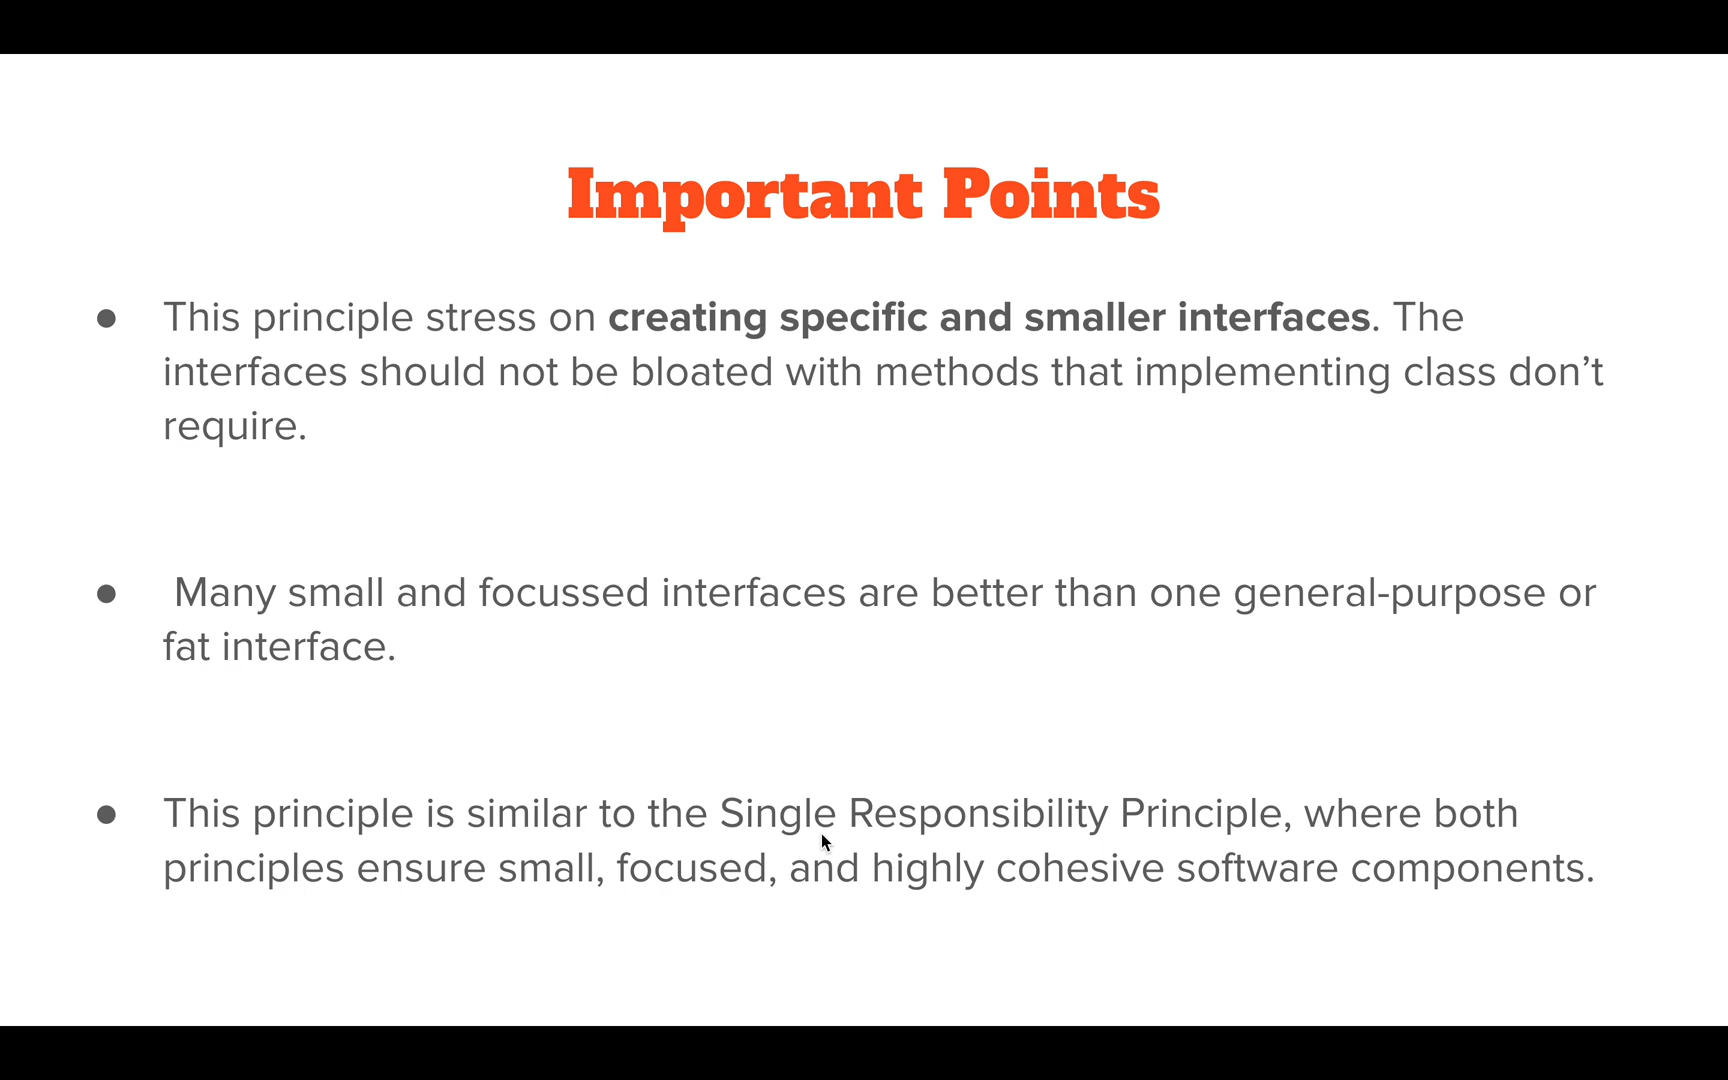 Important Points
● This principle stress on creating specific and smaller interfaces. The
interfaces should not be bloated with methods that implementing class don’t
require.
● Many small and focussed interfaces are better than one general-purpose or
fat interface.
● This principle is similar to the Single Responsibility Principle, where both
principles ensure small, focused, and highly cohesive software components.